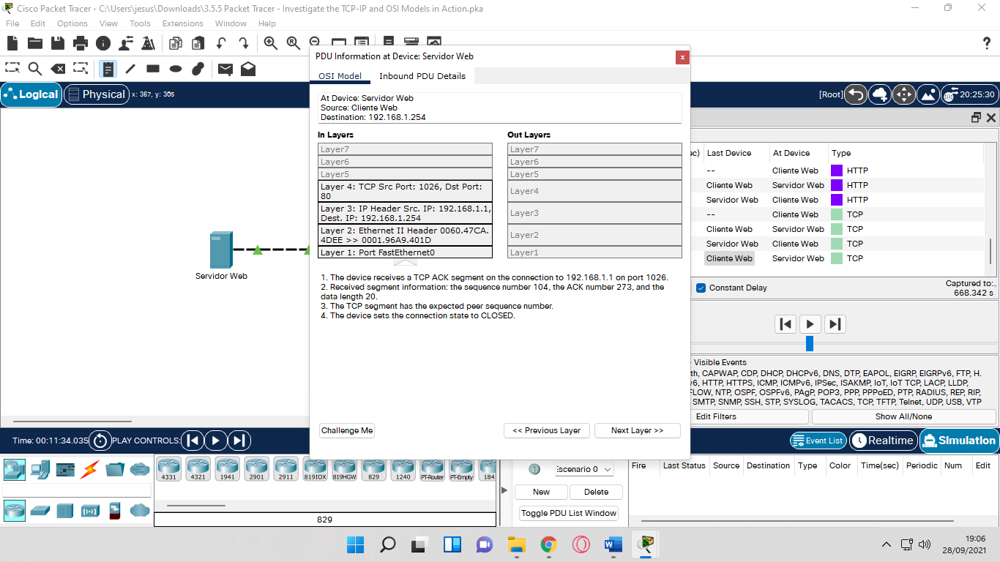 Cisco Packet Tracer - C:\Users\jesus\Downloads\3.5.5 Packet Tracer - Investigate the TCP-IP and OSI Models in Action.pka
File Edit Options View Tools Extensions Window Help
Logical Physical x: 367, y: 305
[Root] 20:25:30
PDU Information at Device: Servidor Web
x
OSI Model Inbound PDU Details
At Device: Servidor Web
Source: Cliente Web
Destination: 192.168.1.254
In Layers
Layer7
Layer6
Layer5
Layer 4: TCP Src Port: 1026, Dst Port:
80
Layer 3: IP Header Src. IP: 192.168.1.1,
Dest. IP: 192.168.1.254
Layer 2: Ethernet II Header 0060.47CA.
4DEE >> 0001.96A9.401D
Layer 1: Port FastEthernet0
Out Layers
Layer7
Layer6
Layer5
Layer4
Layer3
Layer2
Layer1
1. The device receives a TCP ACK segment on the connection to 192.168.1.1 on port 1026.
2. Received segment information: the sequence number 104, the ACK number 273, and the
data length 20.
3. The TCP segment has the expected peer sequence number.
4. The device sets the connection state to CLOSED.
Challenge Me << Previous Layer Next Layer >>
Servidor Web
ec) Last Device At Device Type
-- Cliente Web HTTP
Cliente Web Servidor Web HTTP
Servidor Web Cliente Web HTTP
-- Cliente Web TCP
Cliente Web Servidor Web TCP
Servidor Web Cliente Web TCP
Cliente Web Servidor Web TCP
Constant Delay
Captured to:
668.342 s
- Visible Events
th, CAPWAP, CDP, DHCP, DHCPv6, DNS, DTP, EAPOL, EIGRP, EIGRPv6, FTP, H.
v6, HTTP, HTTPS, ICMP, ICMPv6, IPSec, ISAKMP, IoT, IoT TCP, LACP, LLDP,
FLOW, NTP, OSPF, OSPFv6, PAgP, POP3, PPP, PPPoED, PTP, RADIUS, REP, RIP,
SMTP, SNMP, SSH, STP, SYSLOG, TACACS, TCP, TFTP, Telnet, UDP, USB, VTP
Edit Filters Show All/None
Time: 00:11:34.035 PLAY CONTROLS:
Event List Realtime Simulation
4331 4321 1941 2901 2911 819IOX 819HGW 829 1240 PT-Router PT-Empty 184
829
Escenario 0
New Delete
Toggle PDU List Window
Fire Last Status Source Destination Type Color Time(sec) Periodic Num Edit
19:06
28/09/2021